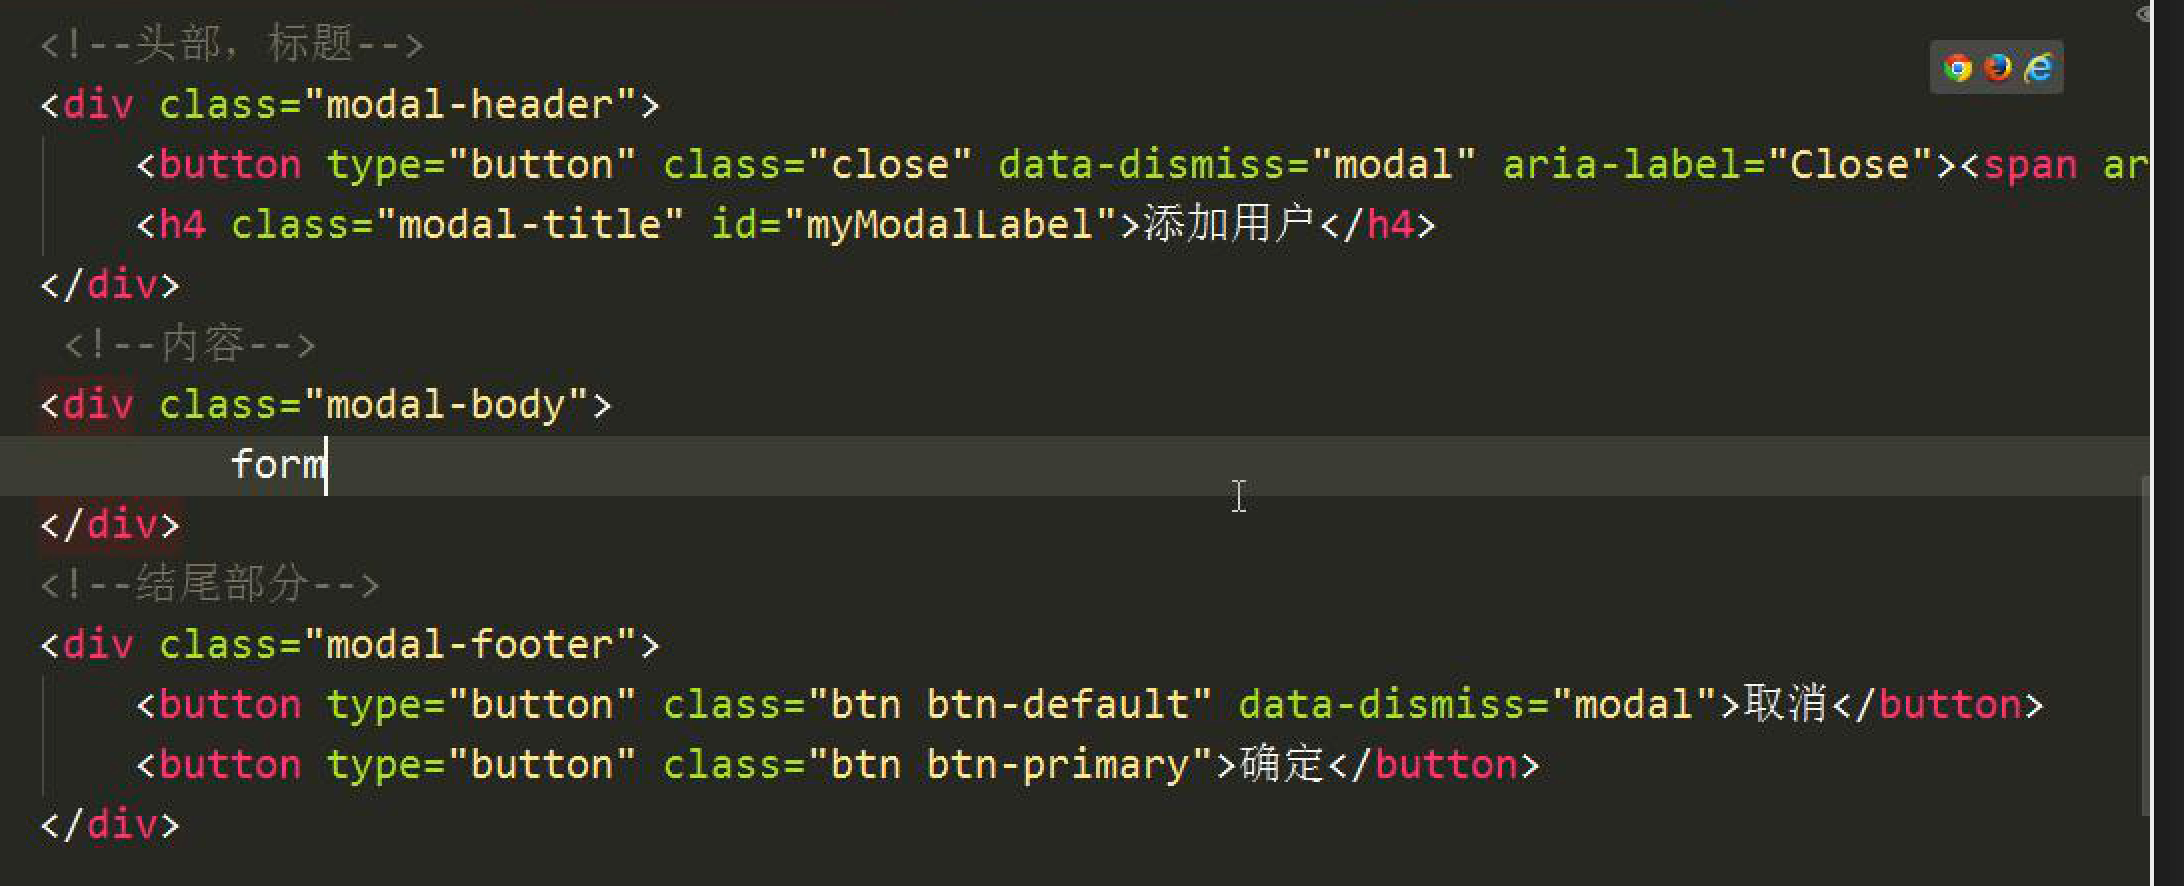 <!--头部，标题-->
<div class="modal-header">
<button type="button" class="close" data-dismiss="modal" aria-label="Close"><span ar
<h4 class="modal-title" id="myModalLabel">添加用户</h4>
</div>
<!--内容-->
<div class="modal-body">
form
</div>
<!--结尾部分-->
<div class="modal-footer">
<button type="button" class="btn btn-default" data-dismiss="modal">取消</button>
<button type="button" class="btn btn-primary">确定</button>
</div>